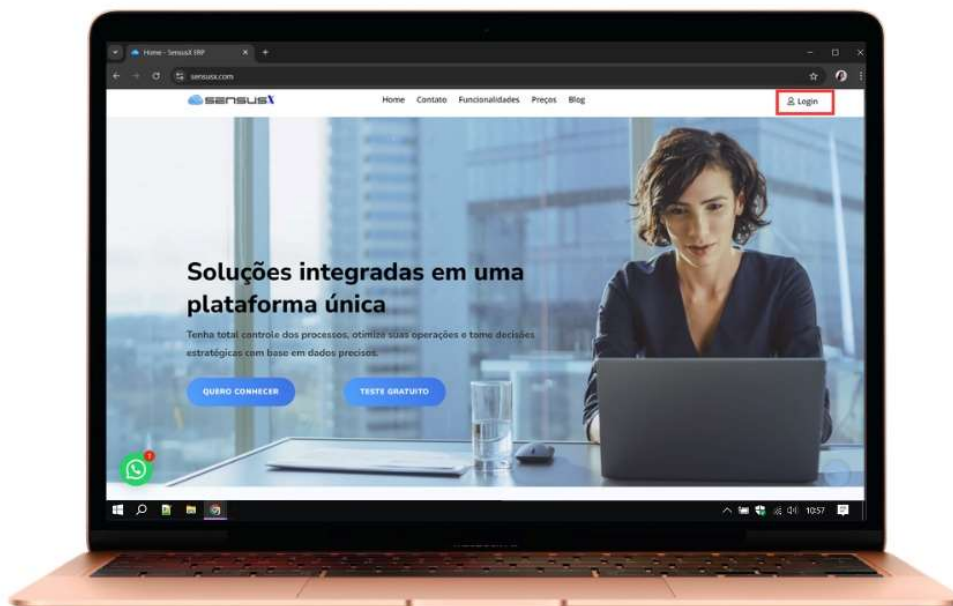 Home - SensusX ERP
sensusx.com
sensusX
Home Contato Funcionalidades Preços Blog
Login
Soluções integradas em uma
plataforma única
Tenha total controle dos processos, otimize suas operações e tome decisões
estratégicas com base em dados precisos.
QUERO CONHECER
TESTE GRATUITO
10:57